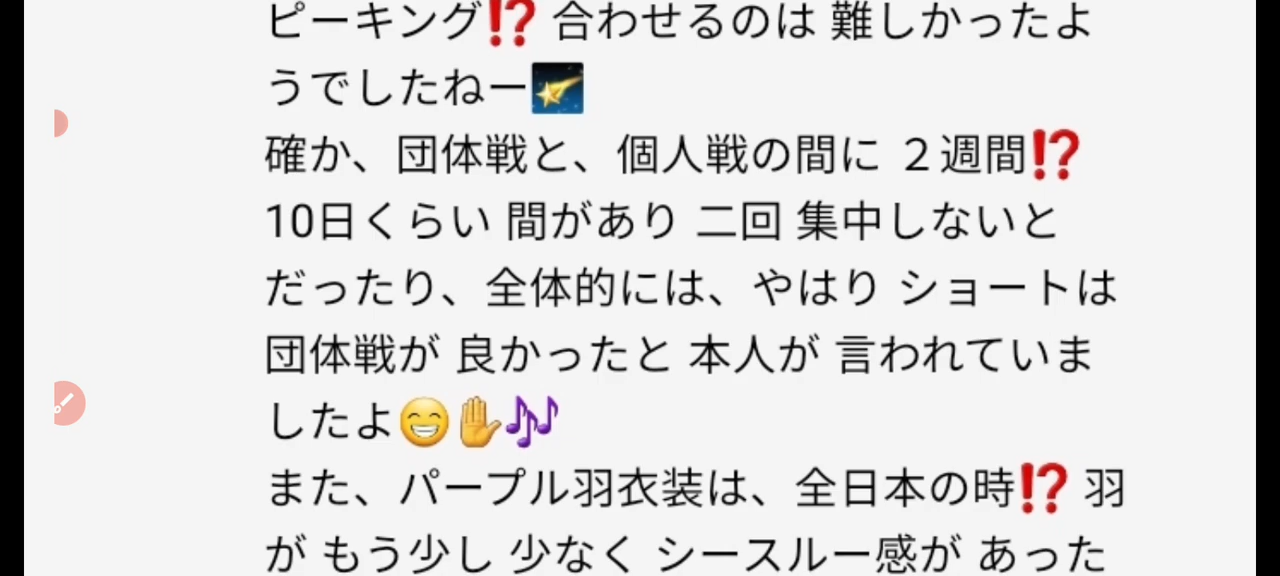 ピーキング⁉️ 合わせるのは 難しかったよ
うでしたねー🌠
確か、団体戦と、個人戦の間に ２週間⁉️
10日くらい 間があり 二回 集中しないと
だったり、全体的には、やはり ショートは
団体戦が 良かったと 本人が 言われていま
したよ😁✋🎶
また、パープル羽衣装は、全日本の時⁉️ 羽
が もう少し 少なく シースルー感が あった